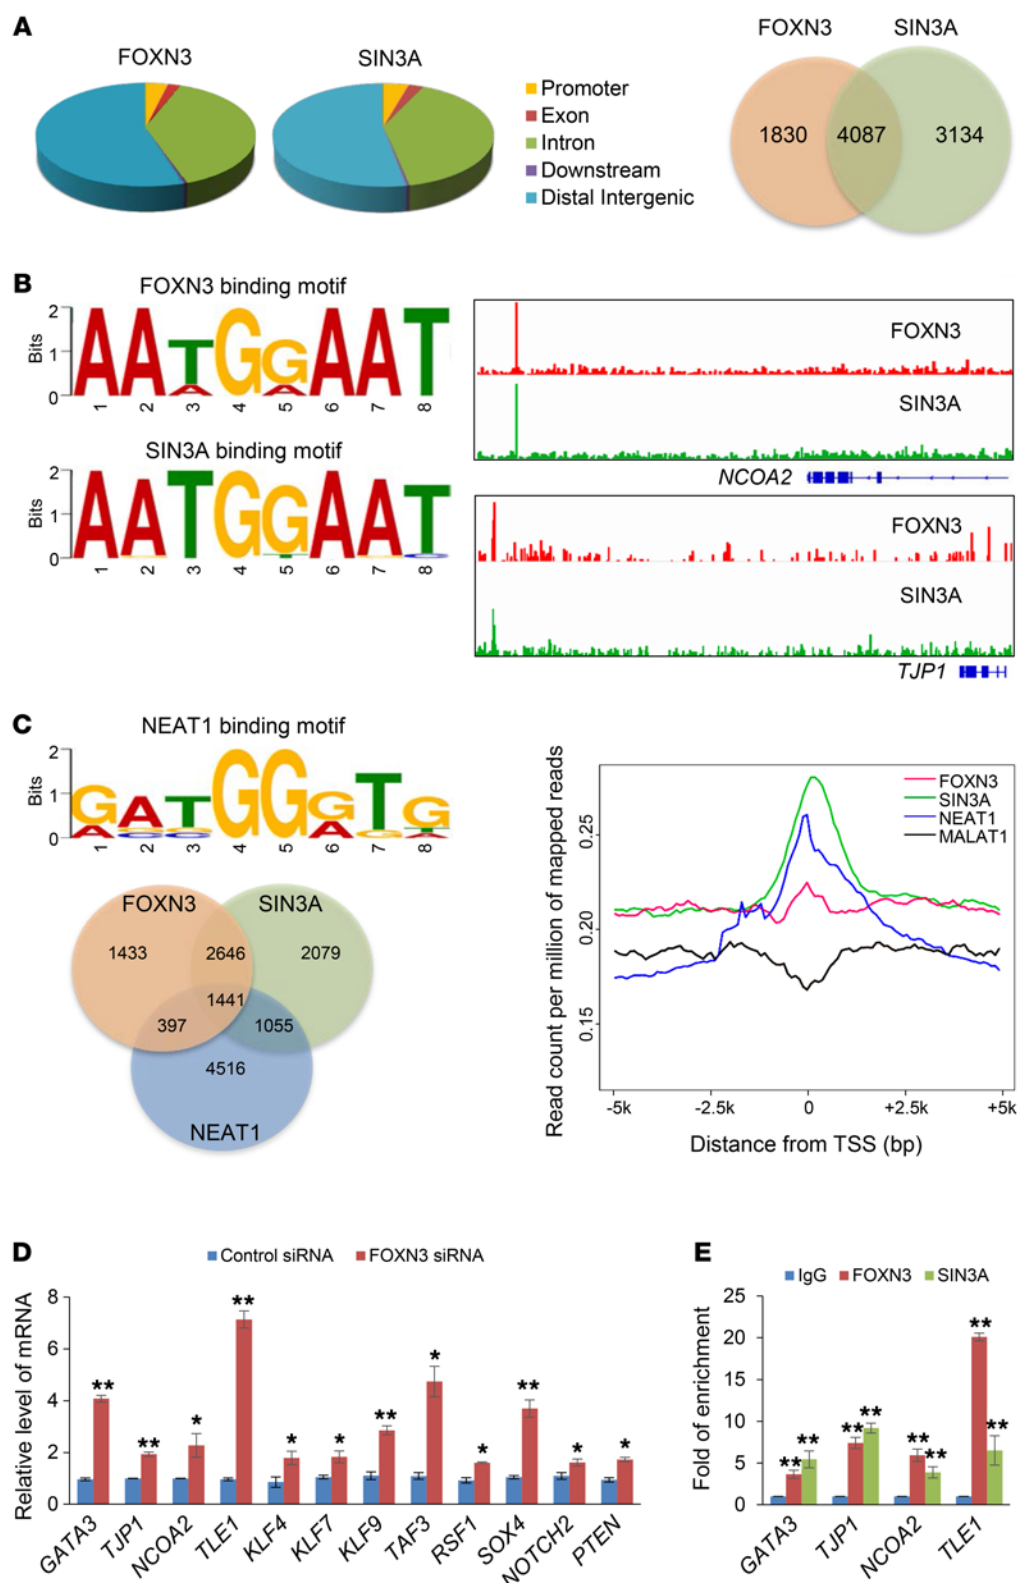 A
FOXN3
SIN3A
Promoter
Exon
Intron
Downstream
Distal Intergenic
FOXN3
SIN3A
1830
4087
3134
B
FOXN3 binding motif
2
1
0
Bits
AATGGAAT
A A
1 2 3 4 5 6 7 8
SIN3A binding motif
2
1
0
Bits
AATGGAAT
1 2 3 4 5 6 7 8
FOXN3
SIN3A
NCOA2
FOXN3
SIN3A
TJP1
C
NEAT1 binding motif
2
1
0
Bits
GATGGGTG
1 2 3 4 5 6 7 8
FOXN3
SIN3A
1433
2646
2079
1441
397
1055
4516
NEAT1
FOXN3
SIN3A
NEAT1
MALAT1
0.25
0.20
0.15
Read count per million of mapped reads
-5k
-2.5k
0
+2.5k
+5k
Distance from TSS (bp)
D
Control siRNA
FOXN3 siRNA
8
6
4
2
0
Relative level of mRNA
** ** * ** * * ** * * ** * *
GATA3
TJP1
NCOA2
TLE1
KLF4
KLF7
KLF9
TAF3
RSF1
SOX4
NOTCH2
PTEN
E
IgG
FOXN3
SIN3A
25
20
15
10
5
0
Fold of enrichment
** ** ** ** ** ** ** **
GATA3
TJP1
NCOA2
TLE1